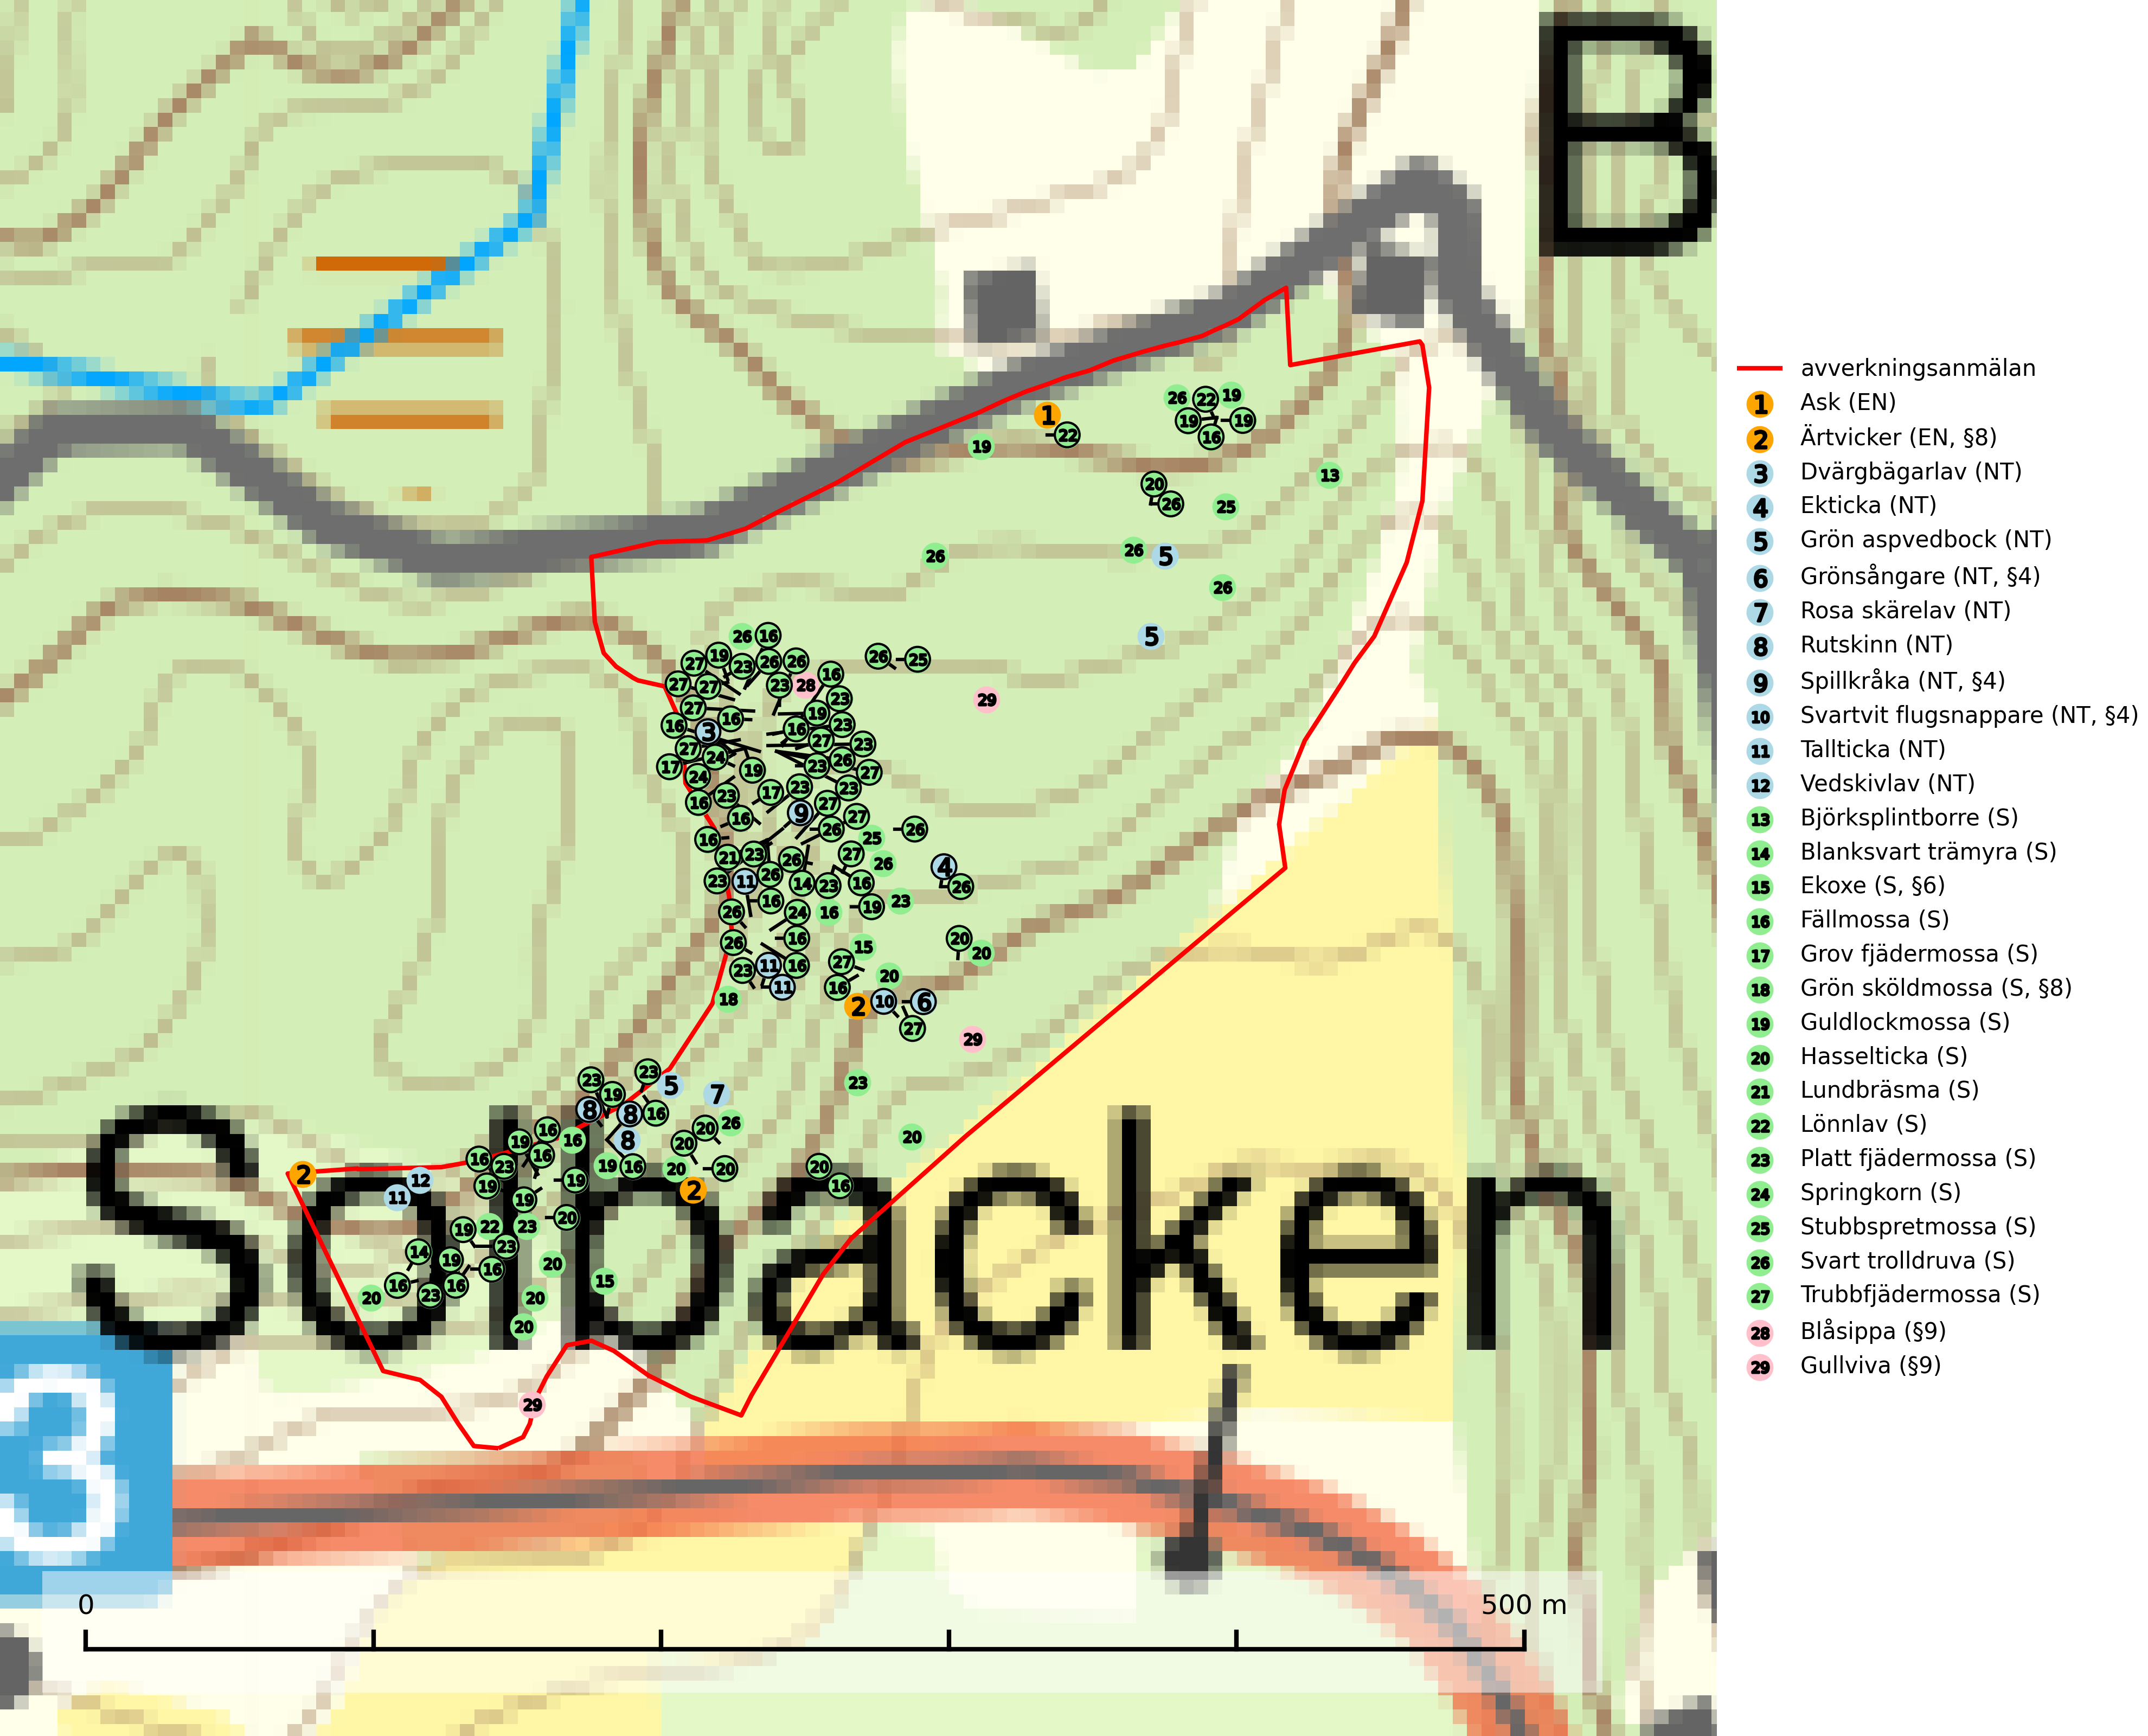 B
avverkningsanmälan
1 Ask (EN)
2 Ärtvicker (EN, §8)
3 Dvärgbägarlav (NT)
4 Ekticka (NT)
5 Grön aspvedbock (NT)
6 Grönsångare (NT, §4)
7 Rosa skärelav (NT)
8 Rutskinn (NT)
9 Spillkråka (NT, §4)
10 Svartvit flugsnappare (NT, §4)
11 Tallticka (NT)
12 Vedskivlav (NT)
13 Björksplintborre (S)
14 Blanksvart trämyra (S)
15 Ekoxe (S, §6)
16 Fällmossa (S)
17 Grov fjädermossa (S)
18 Grön sköldmossa (S, §8)
19 Guldlockmossa (S)
20 Hasselticka (S)
21 Lundbräsma (S)
22 Lönnlav (S)
23 Platt fjädermossa (S)
24 Springkorn (S)
25 Stubbspretmossa (S)
26 Svart trolldruva (S)
27 Trubbfjädermossa (S)
28 Blåsippa (§9)
29 Gullviva (§9)
Solbacken
3
0 500 m